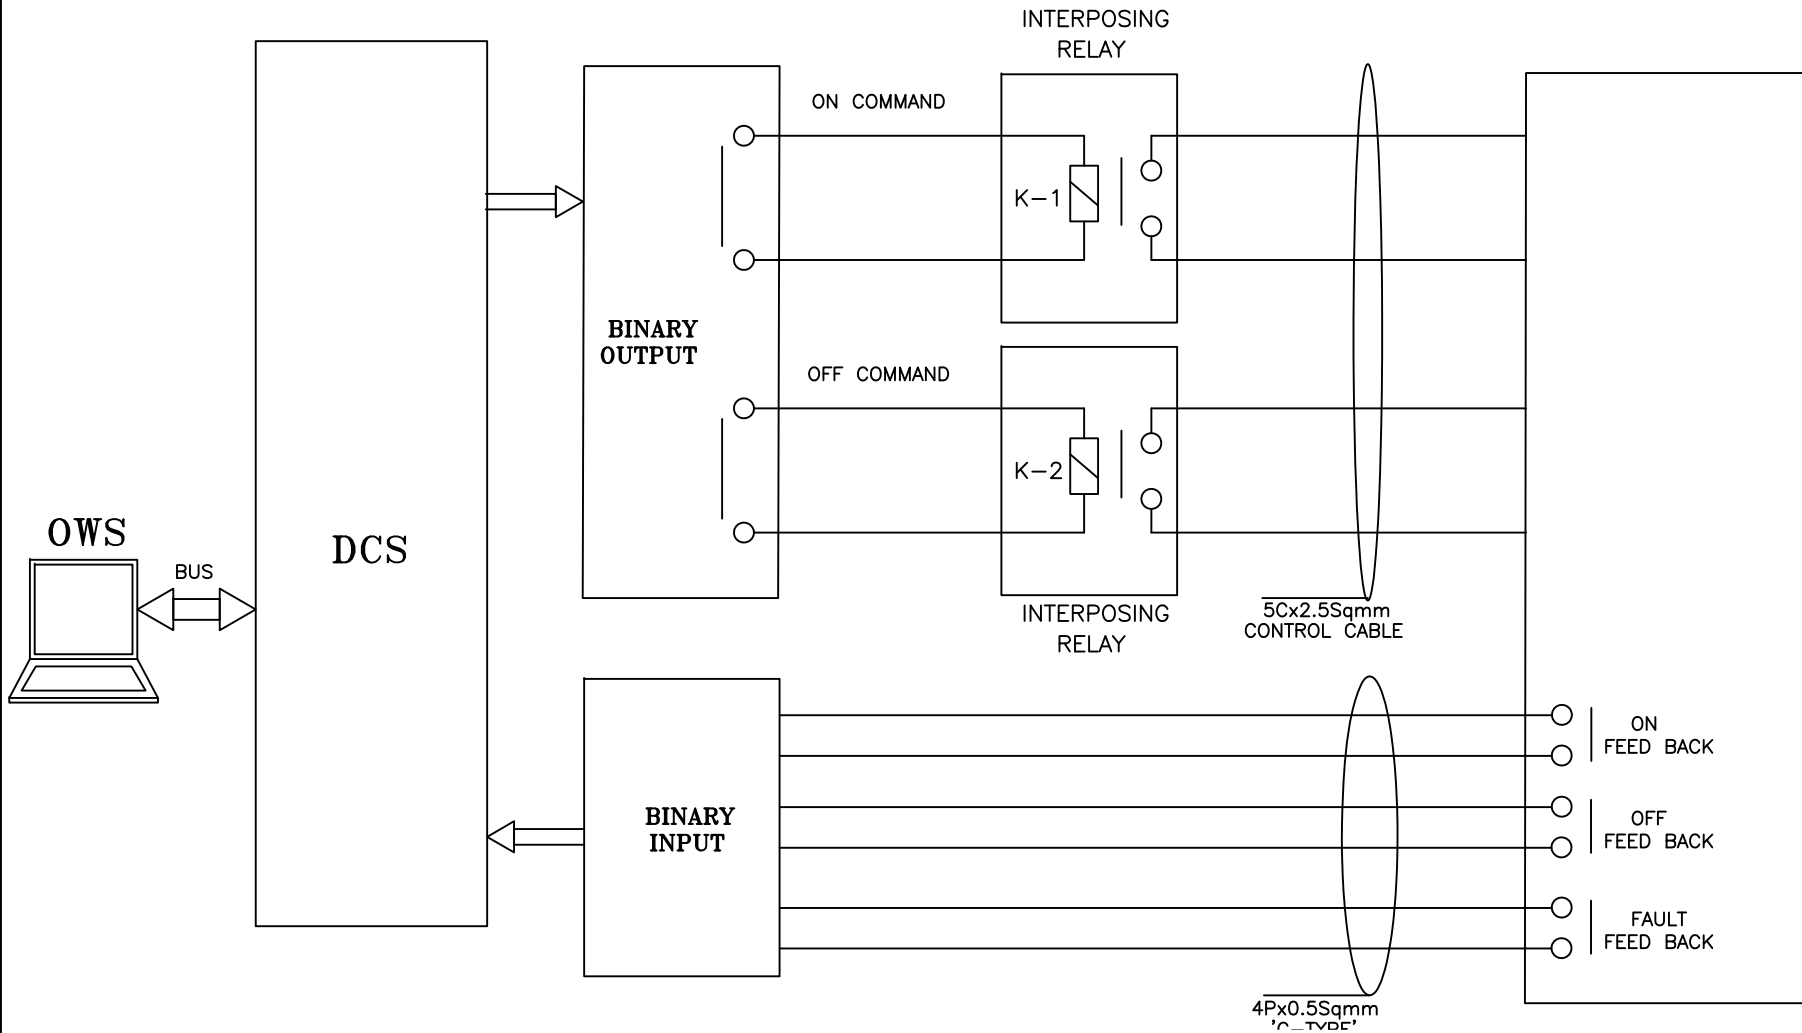 INTERPOSING
RELAY
ON COMMAND
K-1
BINARY
OUTPUT
OFF COMMAND
K-2
OWS
DCS
BUS
INTERPOSING
RELAY
5Cx2.5Sqmm
CONTROL CABLE
ON
FEED BACK
BINARY
INPUT
OFF
FEED BACK
FAULT
FEED BACK
4Px0.5Sqmm